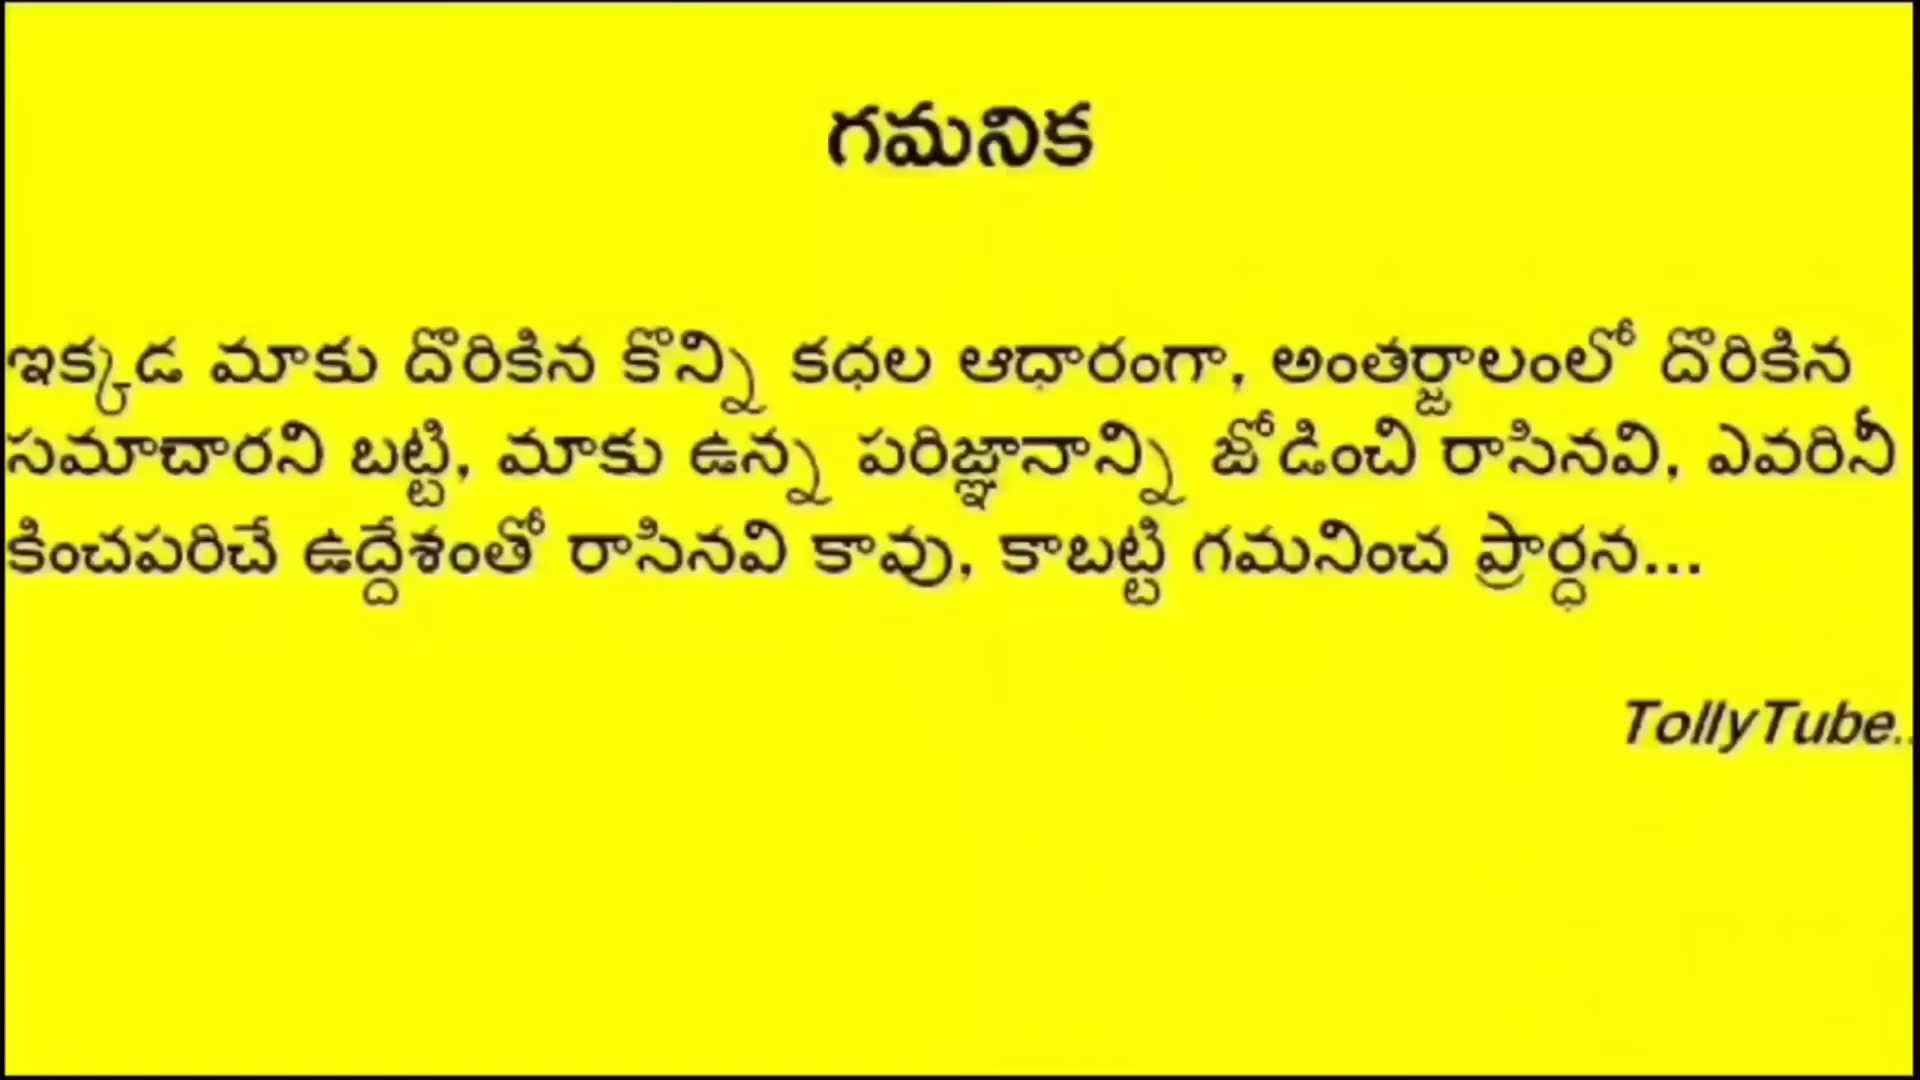 గమనిక
ఇక్కడ మాకు దొరికిన కొన్ని కధల ఆధారంగా, అంతర్జాలంలో దొరికిన
సమాచారని బట్టి, మాకు ఉన్న పరిజ్ఞానాన్ని జోడించి రాసినవి, ఎవరినీ
కించపరిచే ఉద్దేశంతో రాసినవి కావు, కాబట్టి గమనించ ప్రార్ధన...
TollyTube..